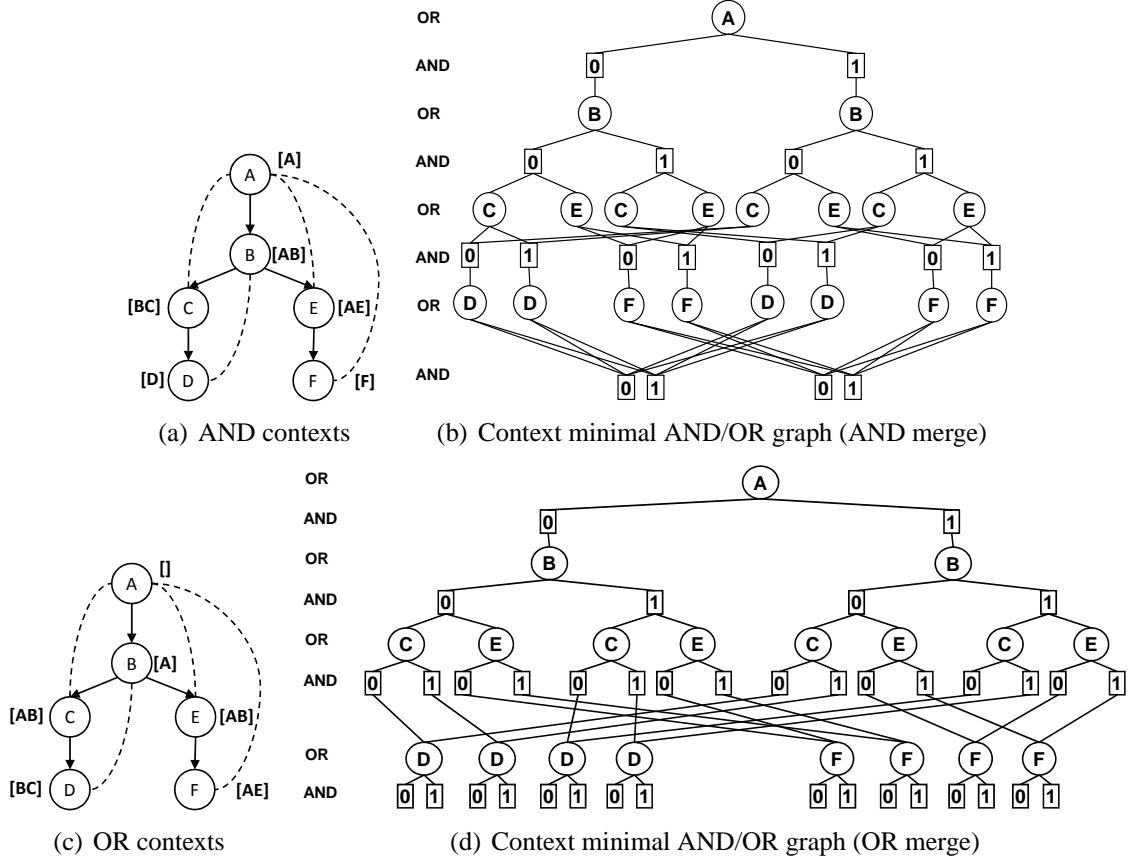 [A]
A
B [AB]
[BC] C E [AE]
[D] D F [F]
(a) AND contexts
OR A
AND 0 1
OR B B
AND 0 1 0 1
OR C E C E C E C E
AND 0 1 0 1 0 1 0 1
OR D D F F D D F F
AND 0 1 0 1
(b) Context minimal AND/OR graph (AND merge)
[]
A
B [A]
[AB] C E [AB]
[BC] D F [AE]
(c) OR contexts
OR A
AND 0 1
OR B B
AND 0 1 0 1
OR C E C E C E C E
AND 0 1 0 1 0 1 0 1 0 1 0 1 0 1 0 1
OR D D D D F F F F
AND 0 1 0 1 0 1 0 1 0 1 0 1 0 1 0 1
(d) Context minimal AND/OR graph (OR merge)